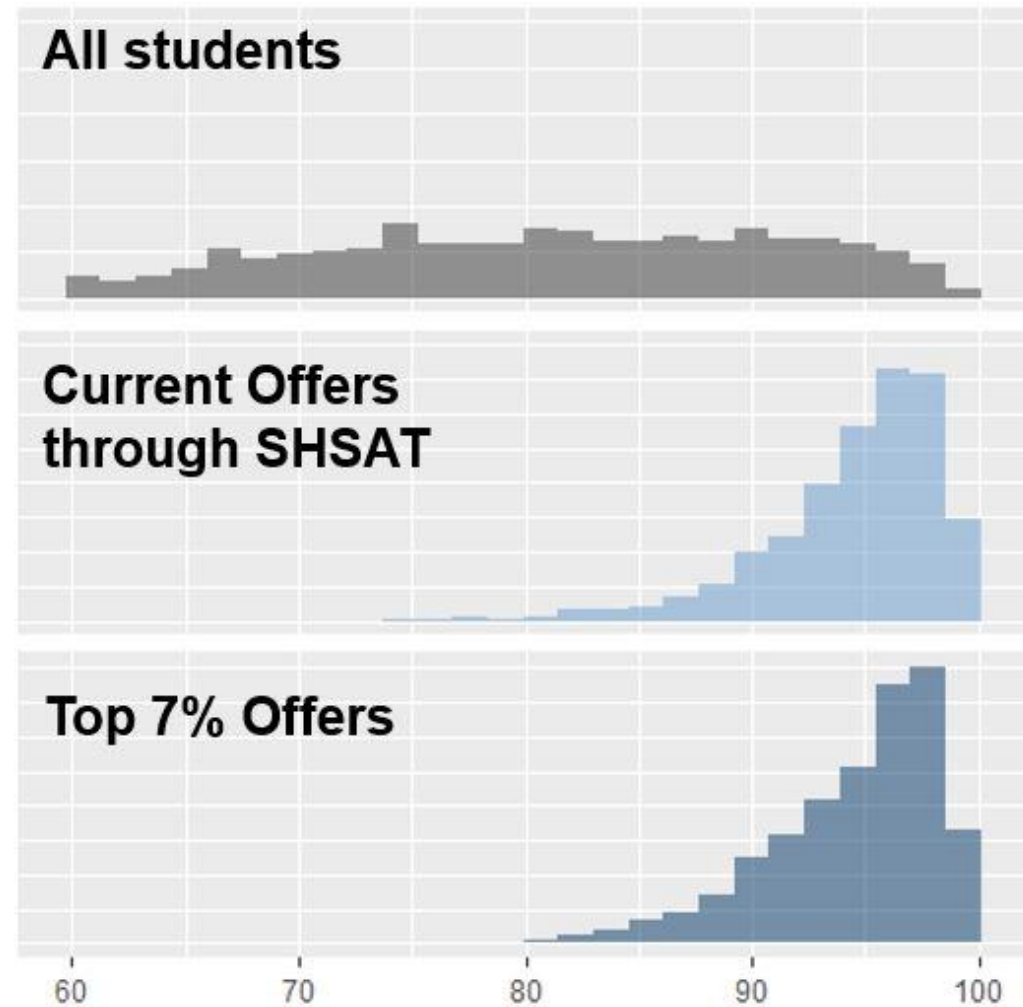 All students
Current Offers
through SHSAT
Top 7% Offers
60 70 80 90 100